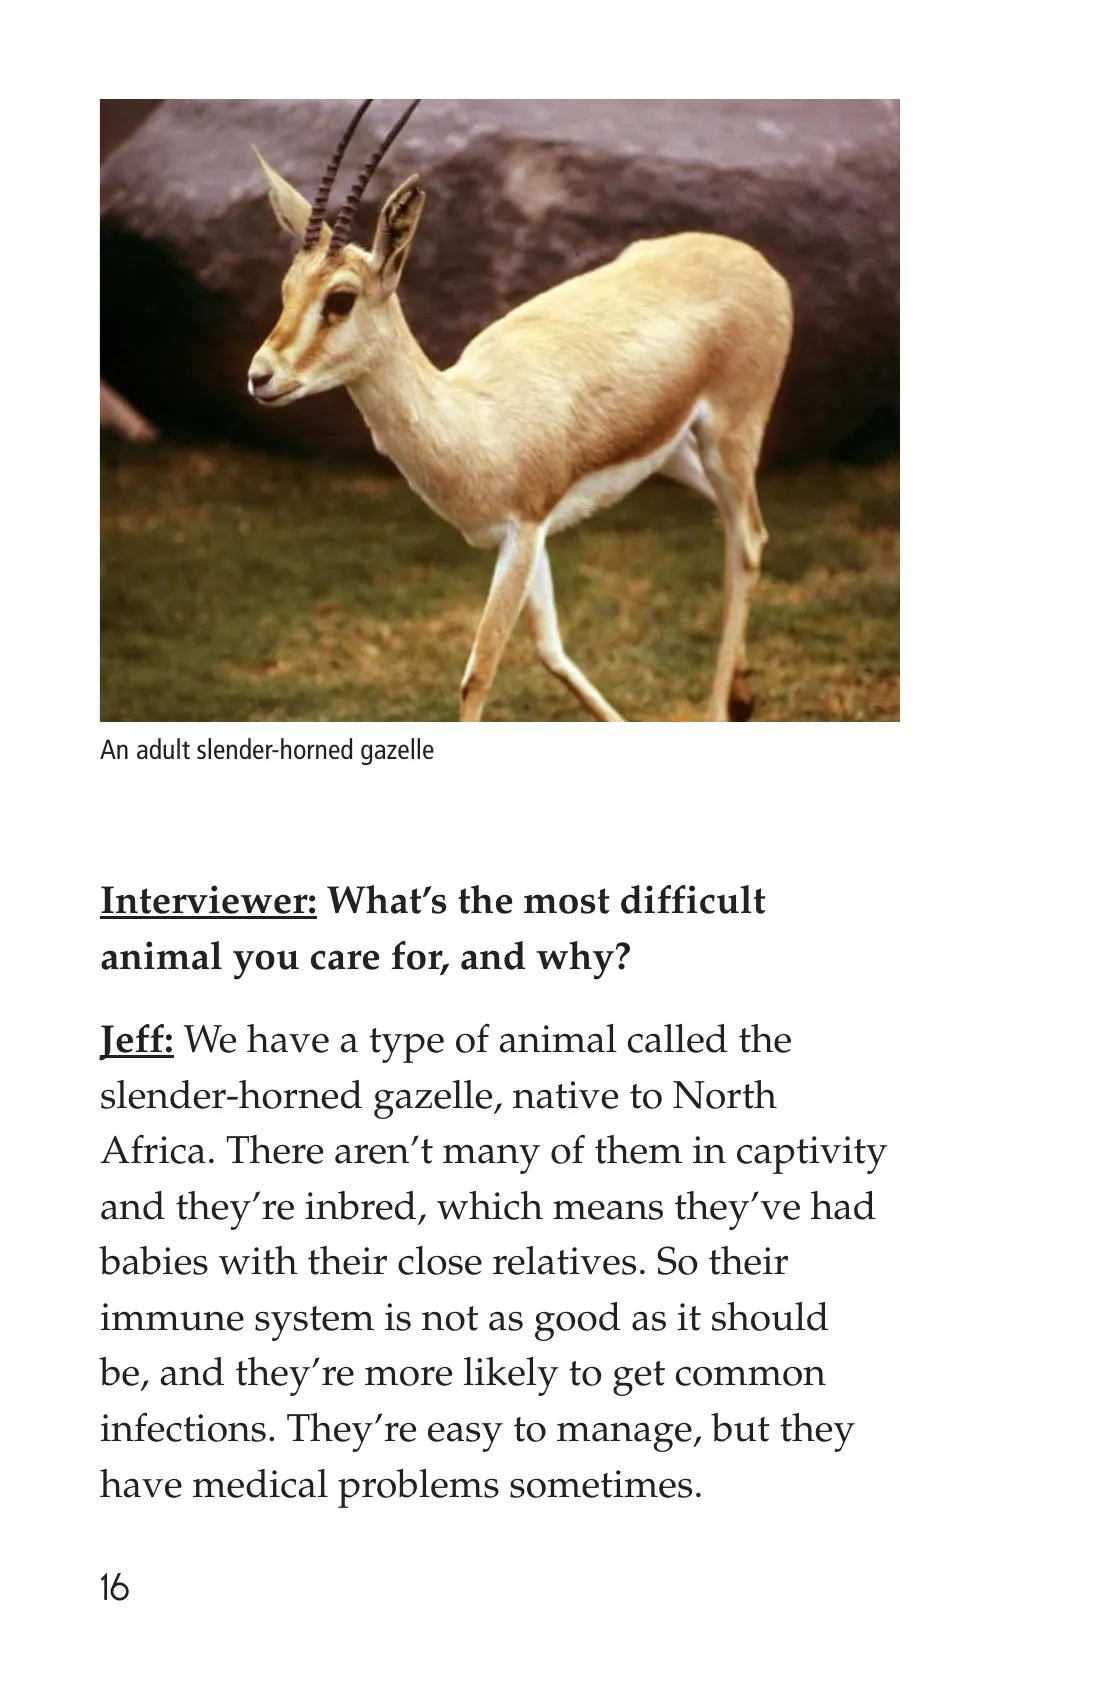 An adult slender-horned gazelle
Interviewer: What’s the most difficult
animal you care for, and why?
Jeff: We have a type of animal called the
slender-horned gazelle, native to North
Africa. There aren’t many of them in captivity
and they’re inbred, which means they’ve had
babies with their close relatives. So their
immune system is not as good as it should
be, and they’re more likely to get common
infections. They’re easy to manage, but they
have medical problems sometimes.
16